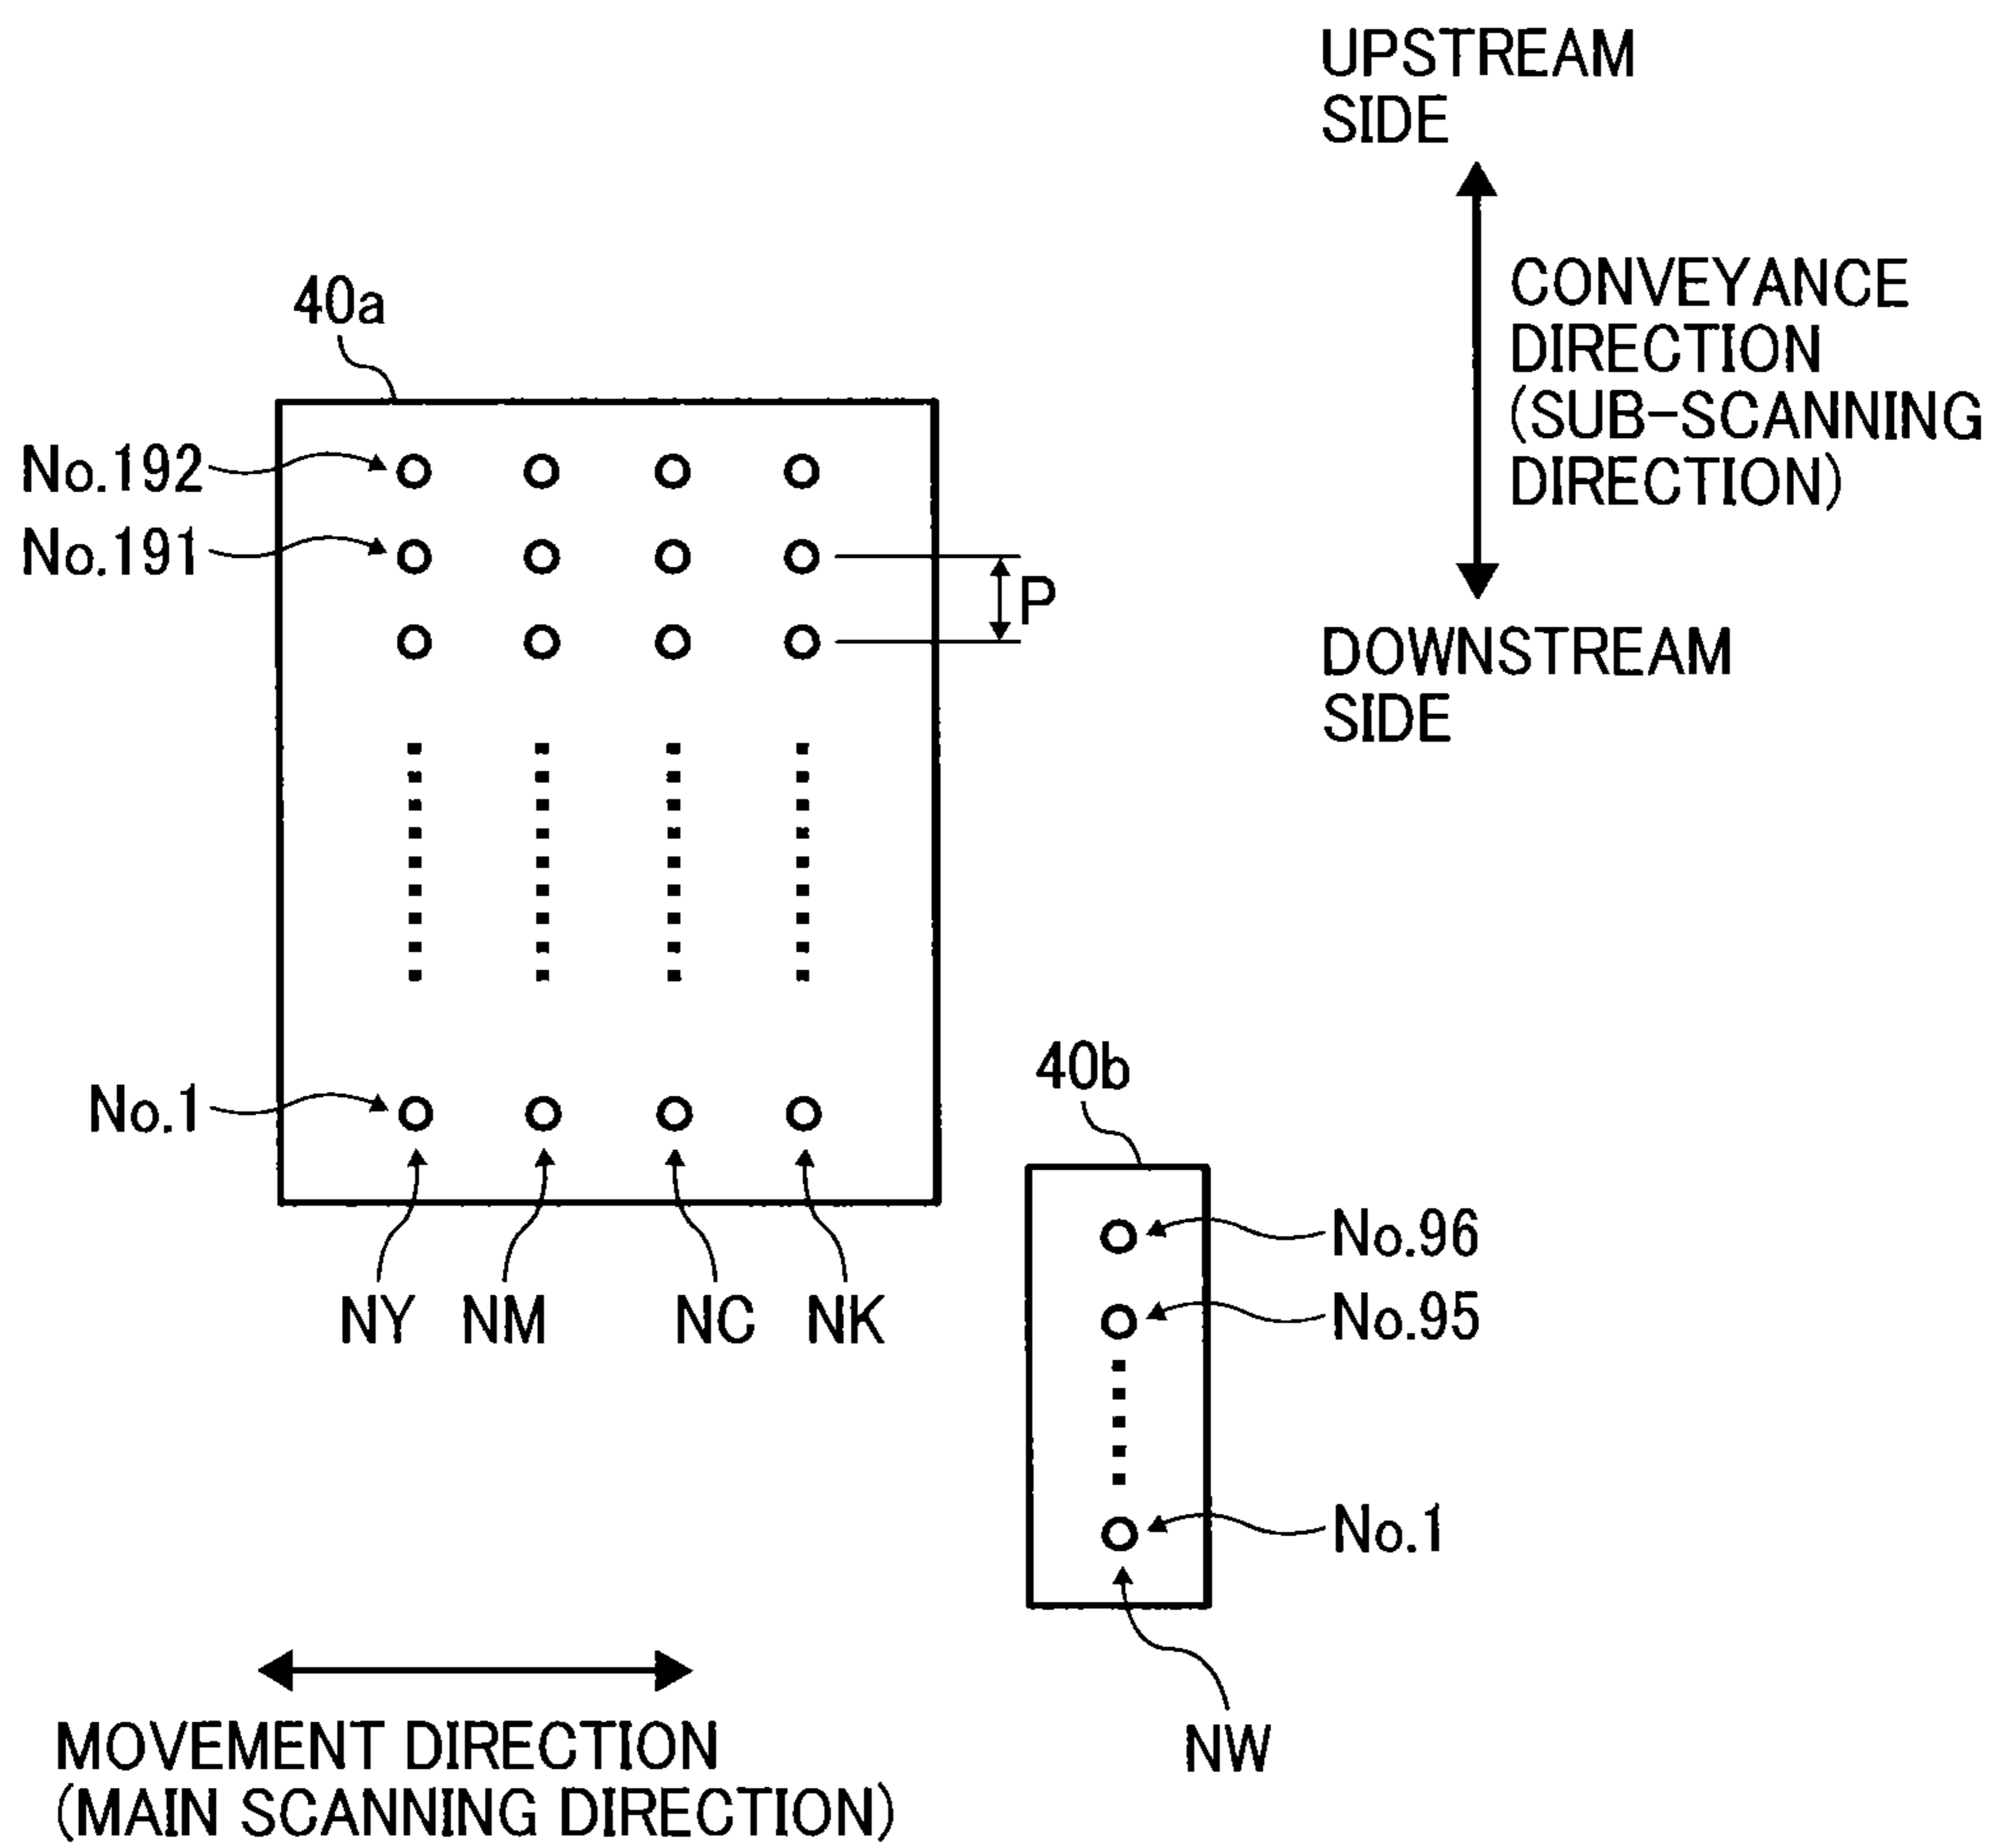 UPSTREAM
SIDE
CONVEYANCE
DIRECTION
(SUB-SCANNING
DIRECTION)
DOWNSTREAM
SIDE
40a
No.192
No.191
P
No.1
NY
NM
NC
NK
40b
No.96
No.95
No.1
NW
MOVEMENT DIRECTION
(MAIN SCANNING DIRECTION)